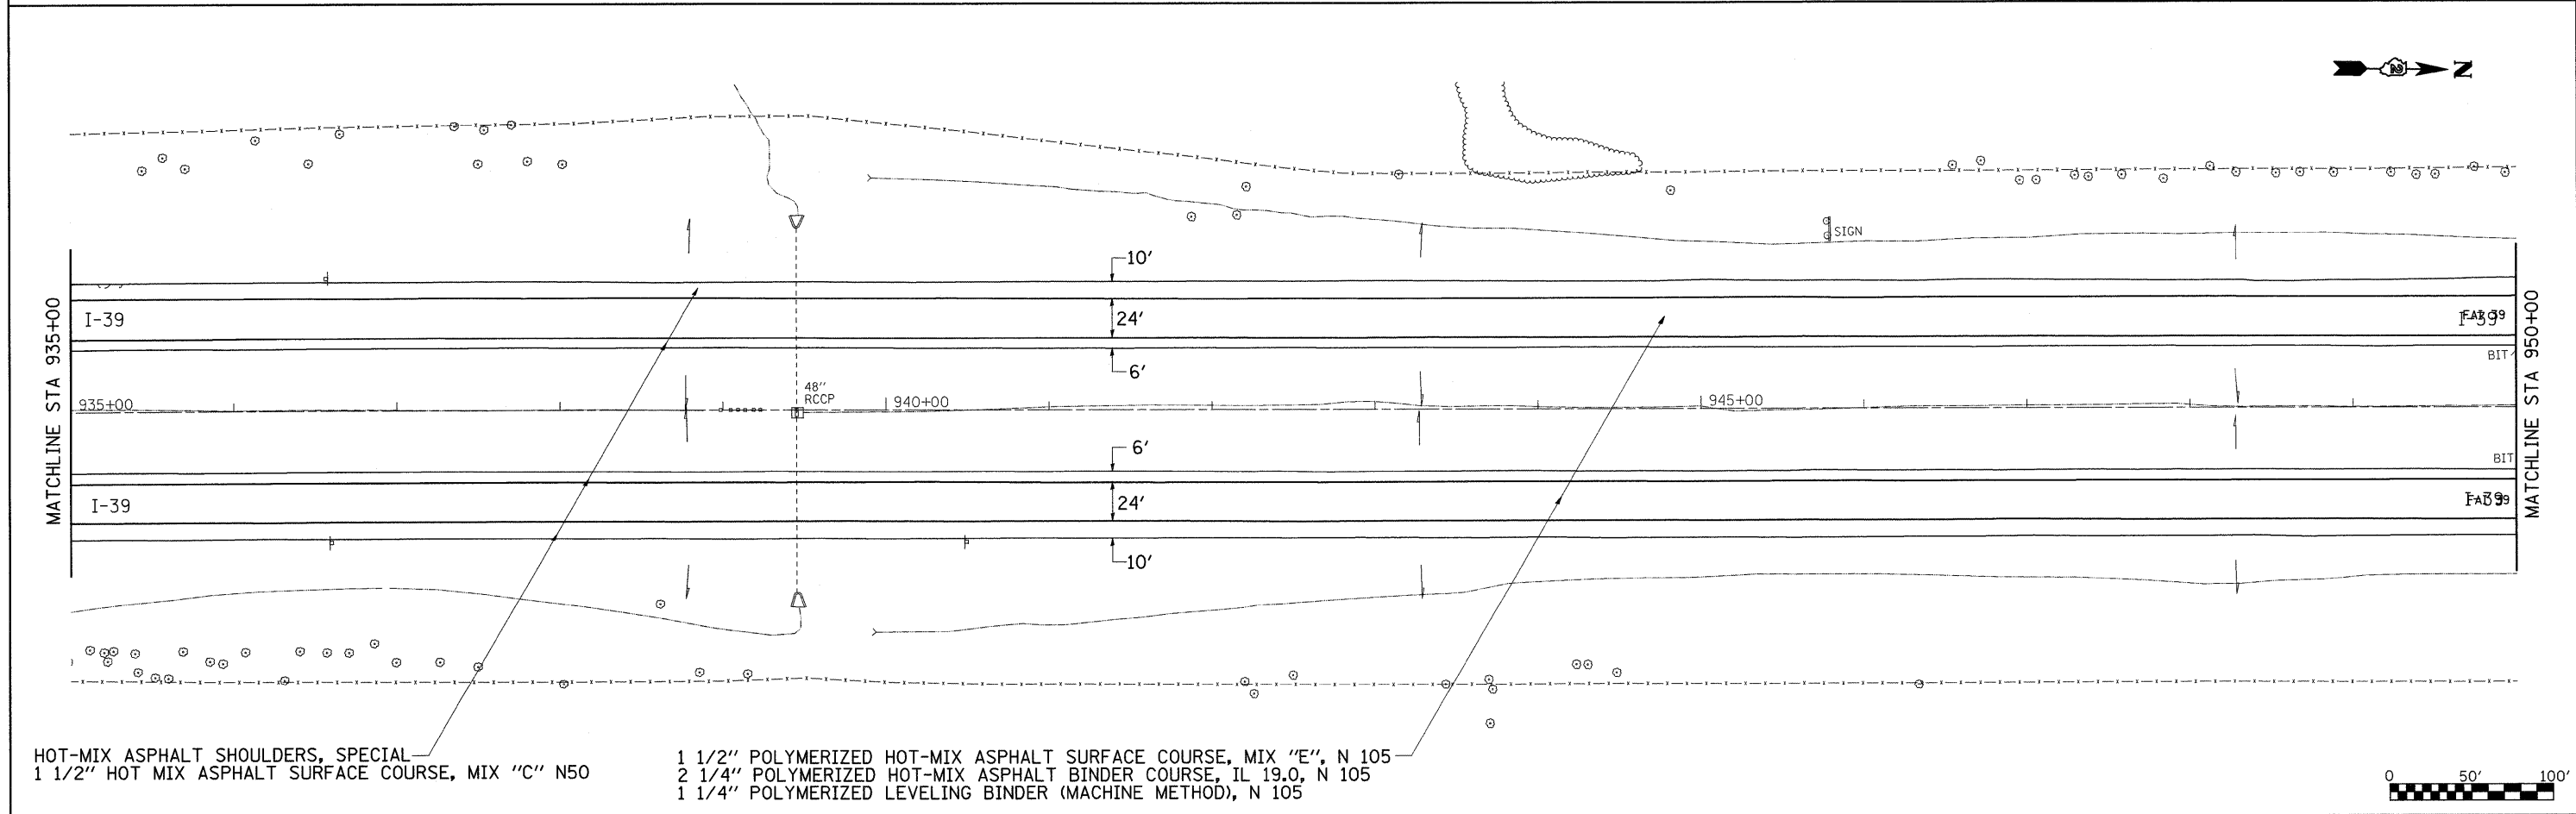 N
SIGN
10'
MATCHLINE STA 935+00
I-39
24'
I-39
MATCHLINE STA 950+00
BIT
6'
48"
RCCP
935+00
940+00
945+00
6'
BIT
I-39
24'
10'
HOT-MIX ASPHALT SHOULDERS, SPECIAL
1 1/2" HOT MIX ASPHALT SURFACE COURSE, MIX "C" N50
1 1/2" POLYMERIZED HOT-MIX ASPHALT SURFACE COURSE, MIX "E", N 105
2 1/4" POLYMERIZED HOT-MIX ASPHALT BINDER COURSE, IL 19.0, N 105
1 1/4" POLYMERIZED LEVELING BINDER (MACHINE METHOD), N 105
0 50' 100'